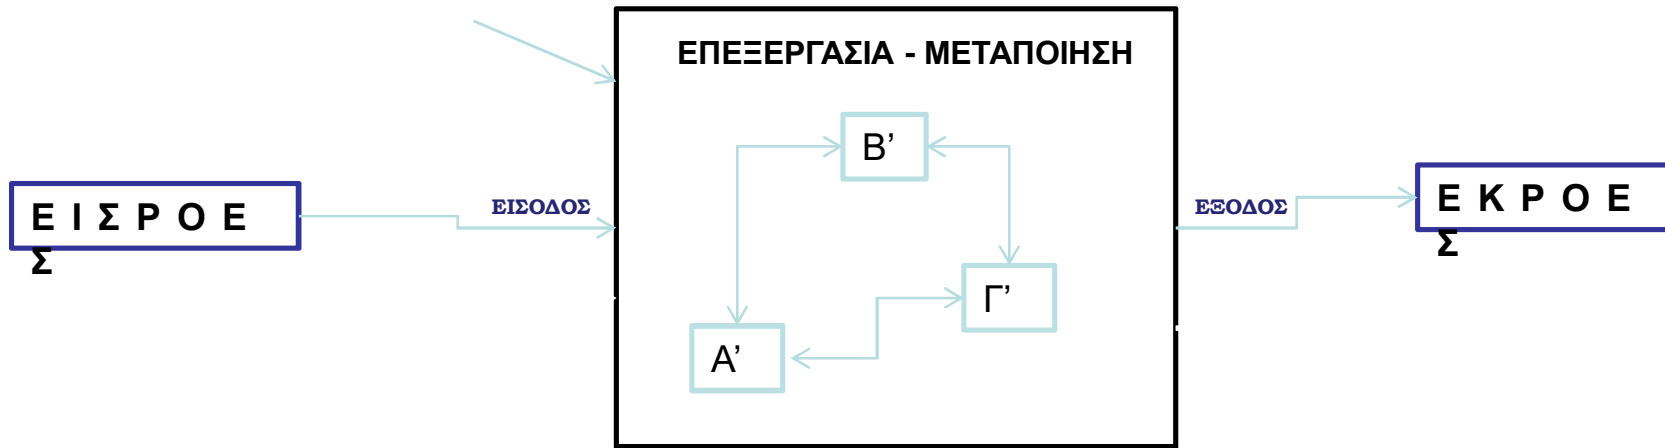 ΕΠΕΞΕΡΓΑΣΙΑ - ΜΕΤΑΠΟΙΗΣΗ
Β’
Ε Ι Σ Ρ Ο Ε
Σ
ΕΙΣΟΔΟΣ
ΕΞΟΔΟΣ
Ε Κ Ρ Ο Ε
Σ
Γ’
Α’